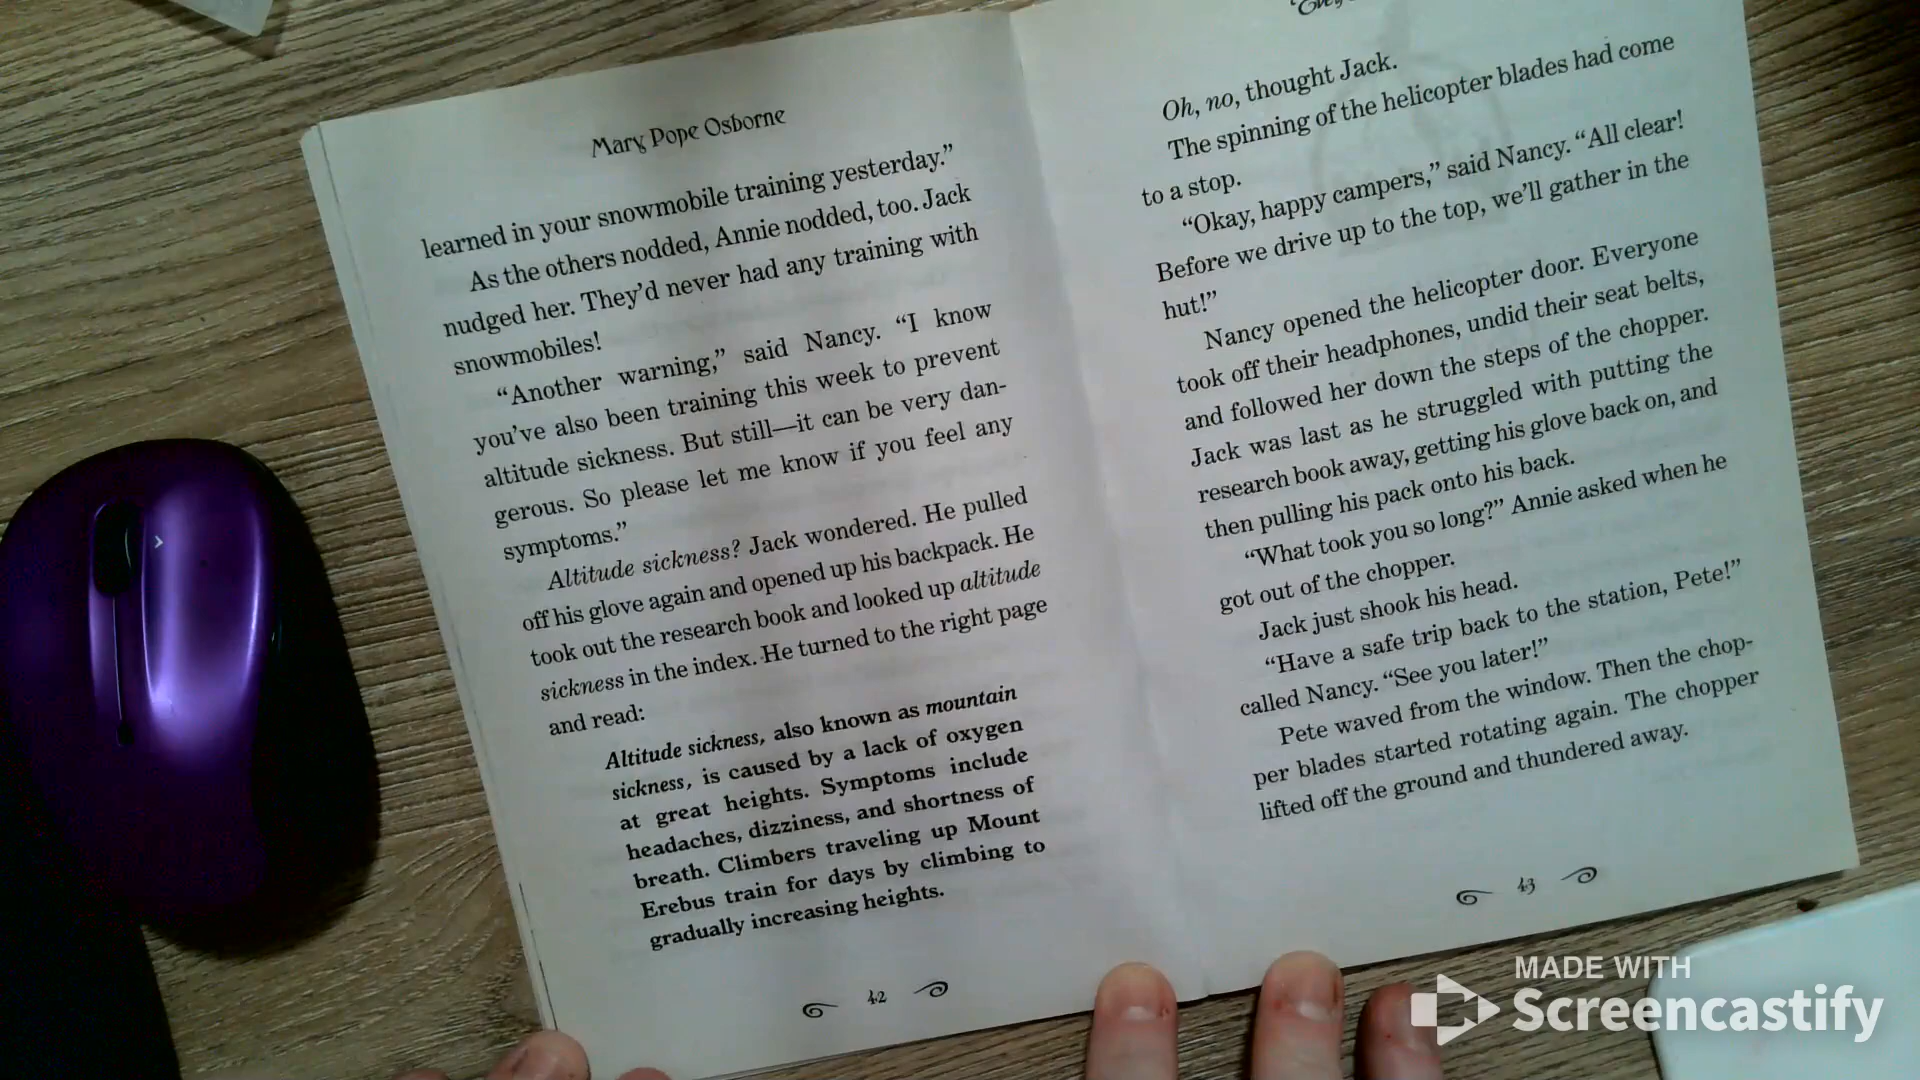 Mary Pope Osborne
learned in your snowmobile training yesterday.”
As the others nodded, Annie nodded, too. Jack
nudged her. They’d never had any training with
snowmobiles!
“Another warning,” said Nancy. “I know
you’ve also been training this week to prevent
altitude sickness. But still—it can be very dan-
gerous. So please let me know if you feel any
symptoms.”
Altitude sickness? Jack wondered. He pulled
off his glove again and opened up his backpack. He
took out the research book and looked up altitude
sickness in the index. He turned to the right page
and read:
Altitude sickness, also known as mountain
sickness, is caused by a lack of oxygen
at great heights. Symptoms include
headaches, dizziness, and shortness of
breath. Climbers traveling up Mount
Erebus train for days by climbing to
gradually increasing heights.
42
Oh, no, thought Jack.
The spinning of the helicopter blades had come
to a stop.
“Okay, happy campers,” said Nancy. “All clear!
Before we drive up to the top, we’ll gather in the
hut!”
Nancy opened the helicopter door. Everyone
took off their headphones, undid their seat belts,
and followed her down the steps of the chopper.
Jack was last as he struggled with putting the
research book away, getting his glove back on, and
then pulling his pack onto his back.
“What took you so long?” Annie asked when he
got out of the chopper.
Jack just shook his head.
“Have a safe trip back to the station, Pete!”
called Nancy. “See you later!”
Pete waved from the window. Then the chop-
per blades started rotating again. The chopper
lifted off the ground and thundered away.
43
MADE WITH
Screencastify